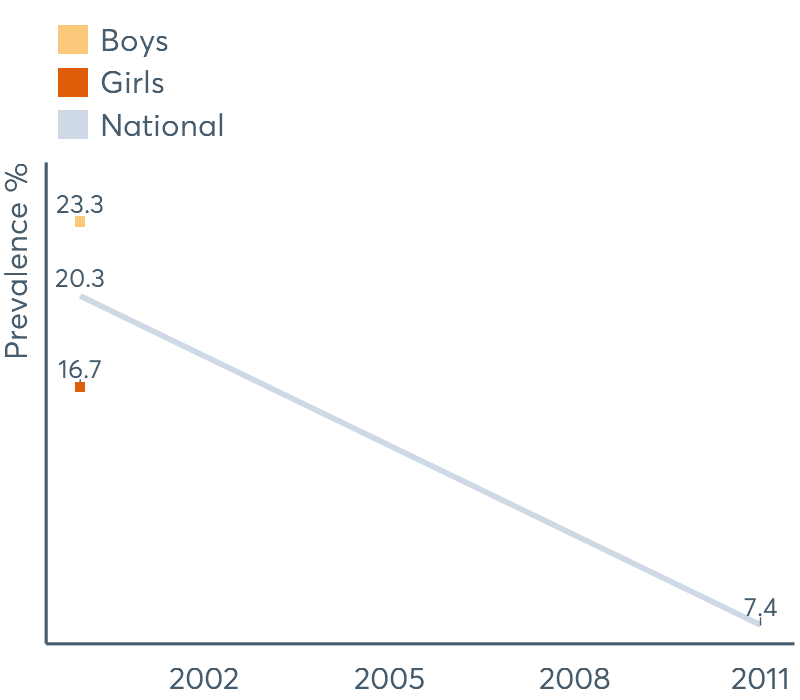 Boys
Girls
National
Prevalence %
23.3
20.3
16.7
7.4
2002 2005 2008 2011